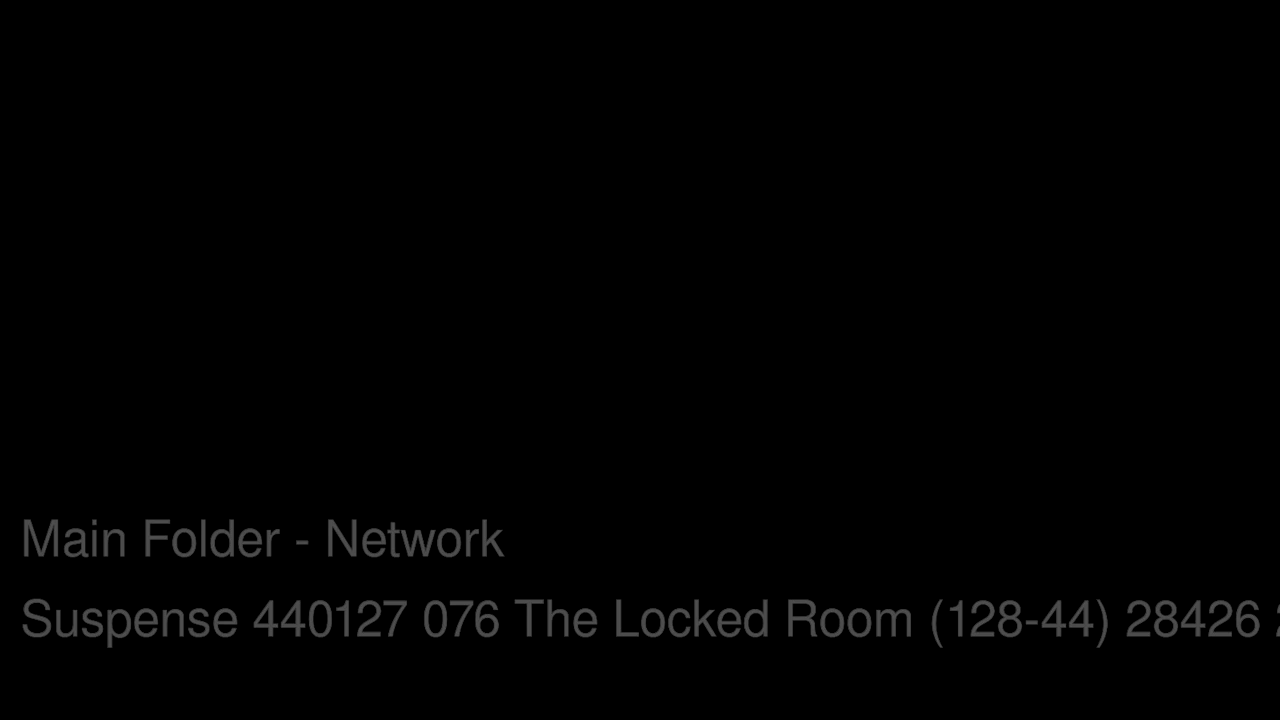 Main Folder - Network
Suspense 440127 076 The Locked Room (128-44) 28426